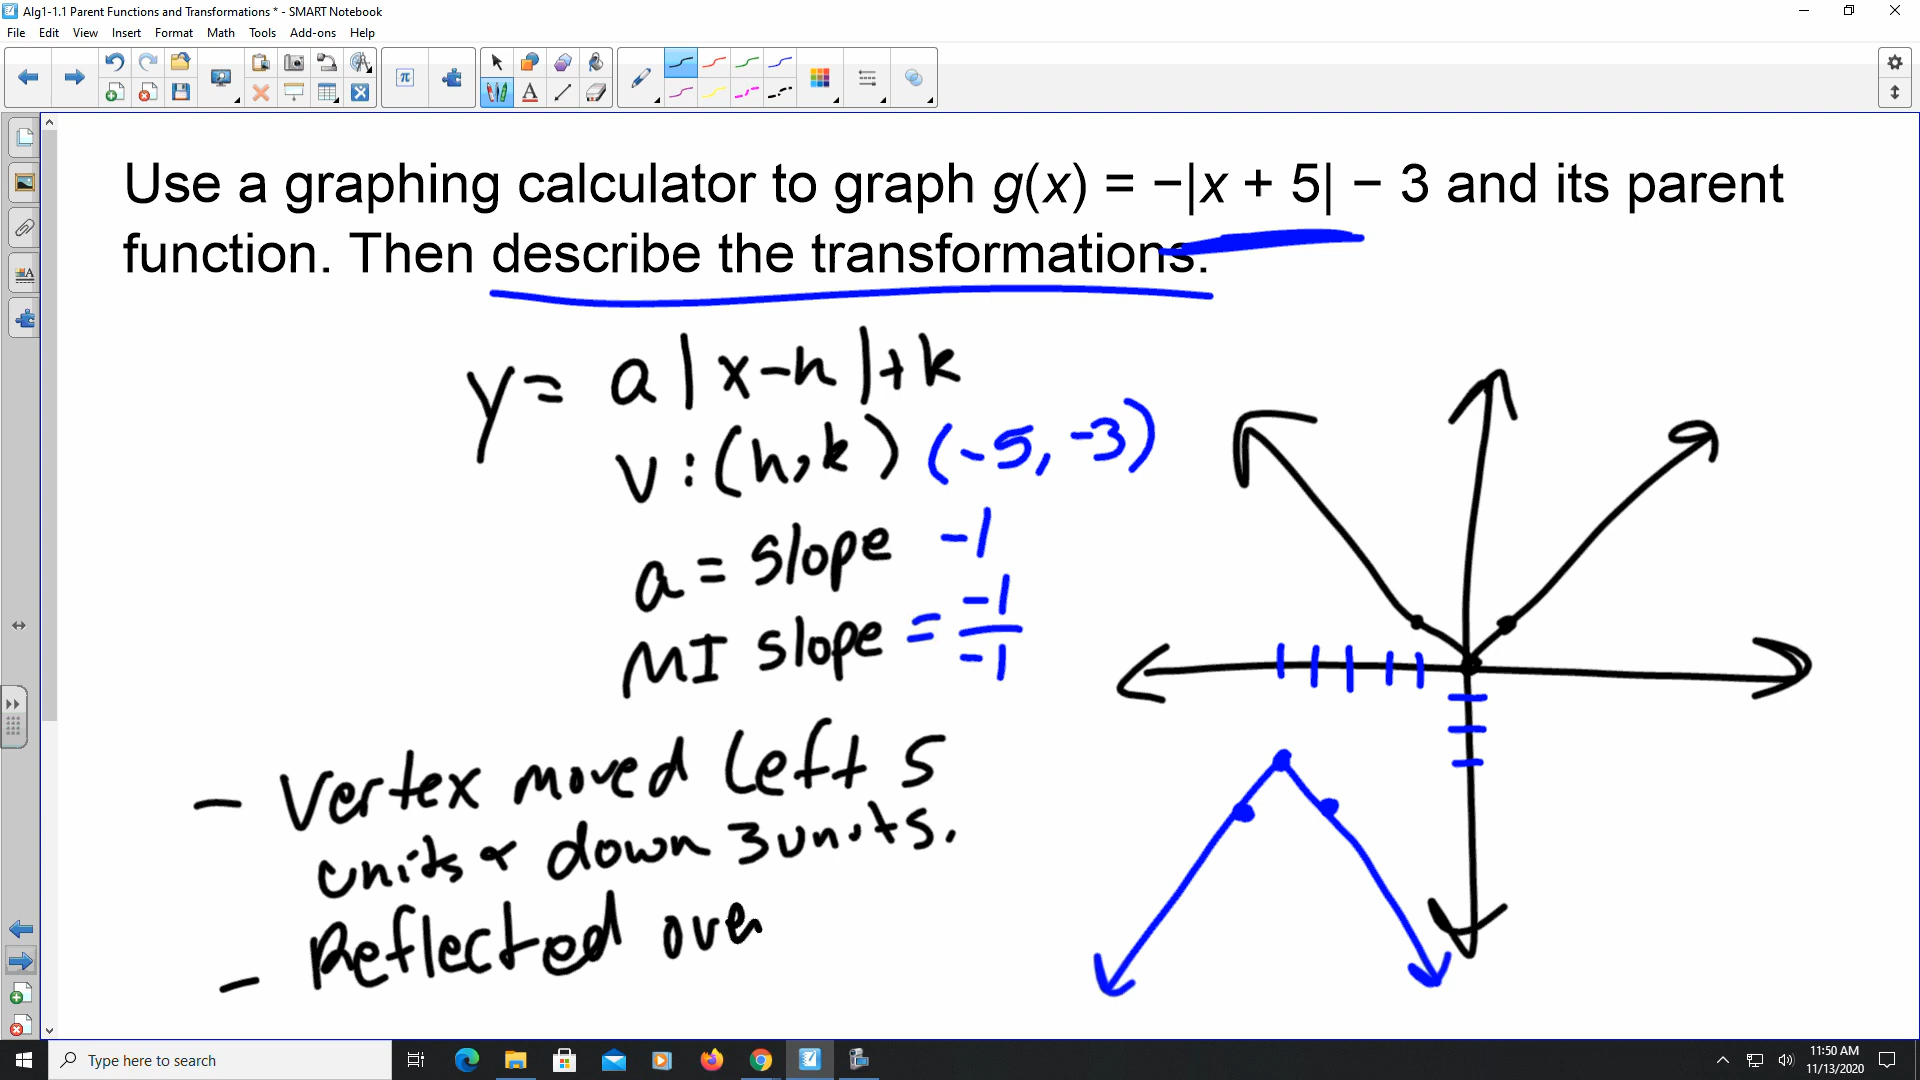 Alg1-1.1 Parent Functions and Transformations * - SMART Notebook
File Edit View Insert Format Math Tools Add-ons Help
π
A
Use a graphing calculator to graph g(x) = −|x + 5| − 3 and its parent
function. Then describe the transformations.
y = a|x-h|+k
v:(h,k) (-5, -3)
a = slope -1
MI slope = -1/-1
- Vertex moved left 5
units & down 3 units.
- Reflected over
Type here to search
11:50 AM
11/13/2020